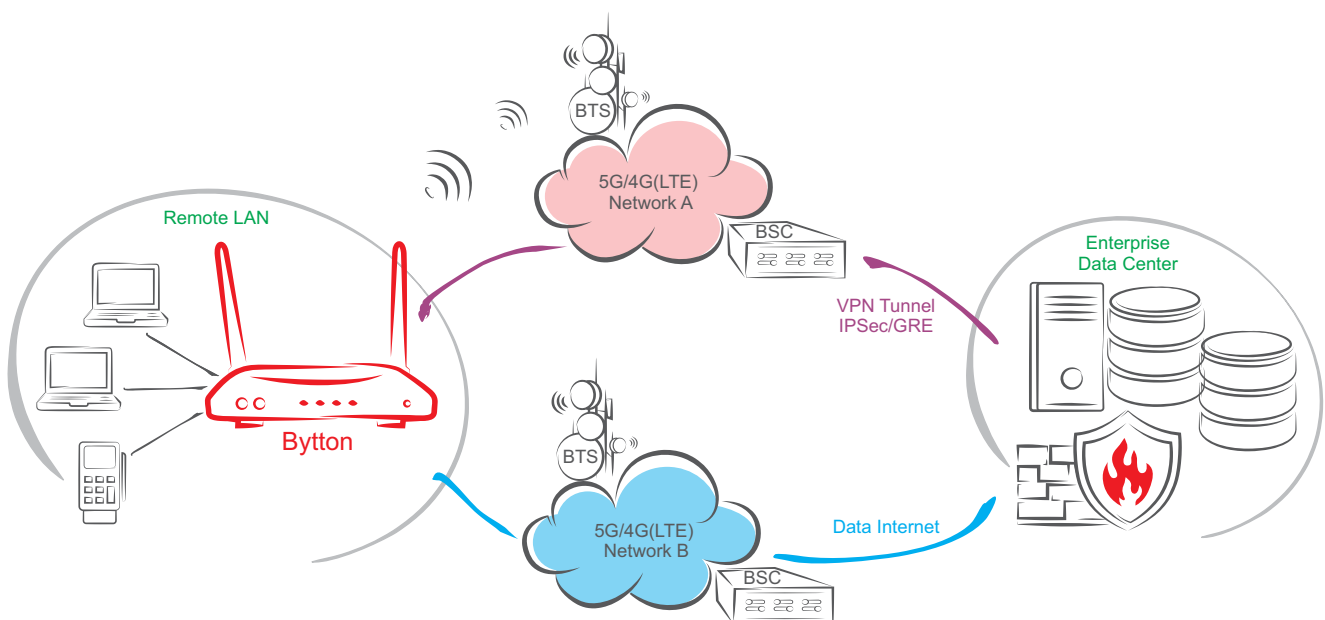 BTS
5G/4G(LTE)
Network A
BSC
Remote LAN
Enterprise
Data Center
VPN Tunnel
IPSec/GRE
Bytton
BTS
5G/4G(LTE)
Network B
Data Internet
BSC